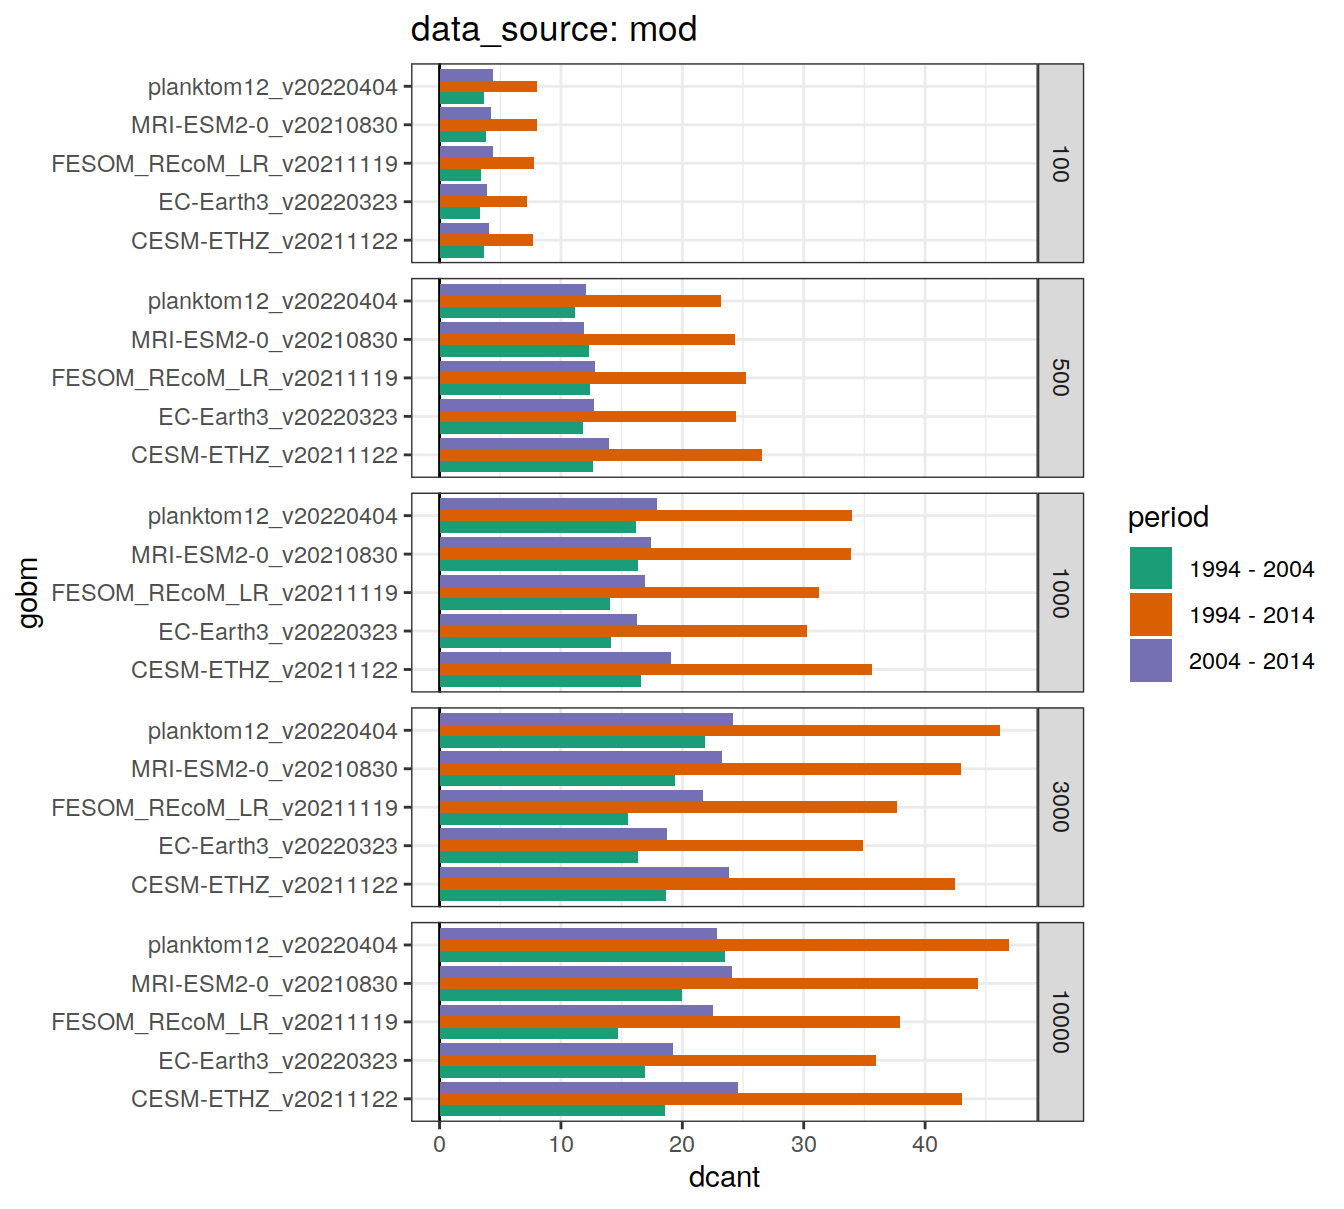 data_source: mod
planktom12_v20220404
MRI-ESM2-0_v20210830
FESOM_REcoM_LR_v20211119
EC-Earth3_v20220323
CESM-ETHZ_v20211122
100
planktom12_v20220404
MRI-ESM2-0_v20210830
FESOM_REcoM_LR_v20211119
EC-Earth3_v20220323
CESM-ETHZ_v20211122
500
planktom12_v20220404
MRI-ESM2-0_v20210830
FESOM_REcoM_LR_v20211119
EC-Earth3_v20220323
CESM-ETHZ_v20211122
1000
planktom12_v20220404
MRI-ESM2-0_v20210830
FESOM_REcoM_LR_v20211119
EC-Earth3_v20220323
CESM-ETHZ_v20211122
3000
planktom12_v20220404
MRI-ESM2-0_v20210830
FESOM_REcoM_LR_v20211119
EC-Earth3_v20220323
CESM-ETHZ_v20211122
10000
0 10 20 30 40
dcant
gobm
period
1994 - 2004
1994 - 2014
2004 - 2014